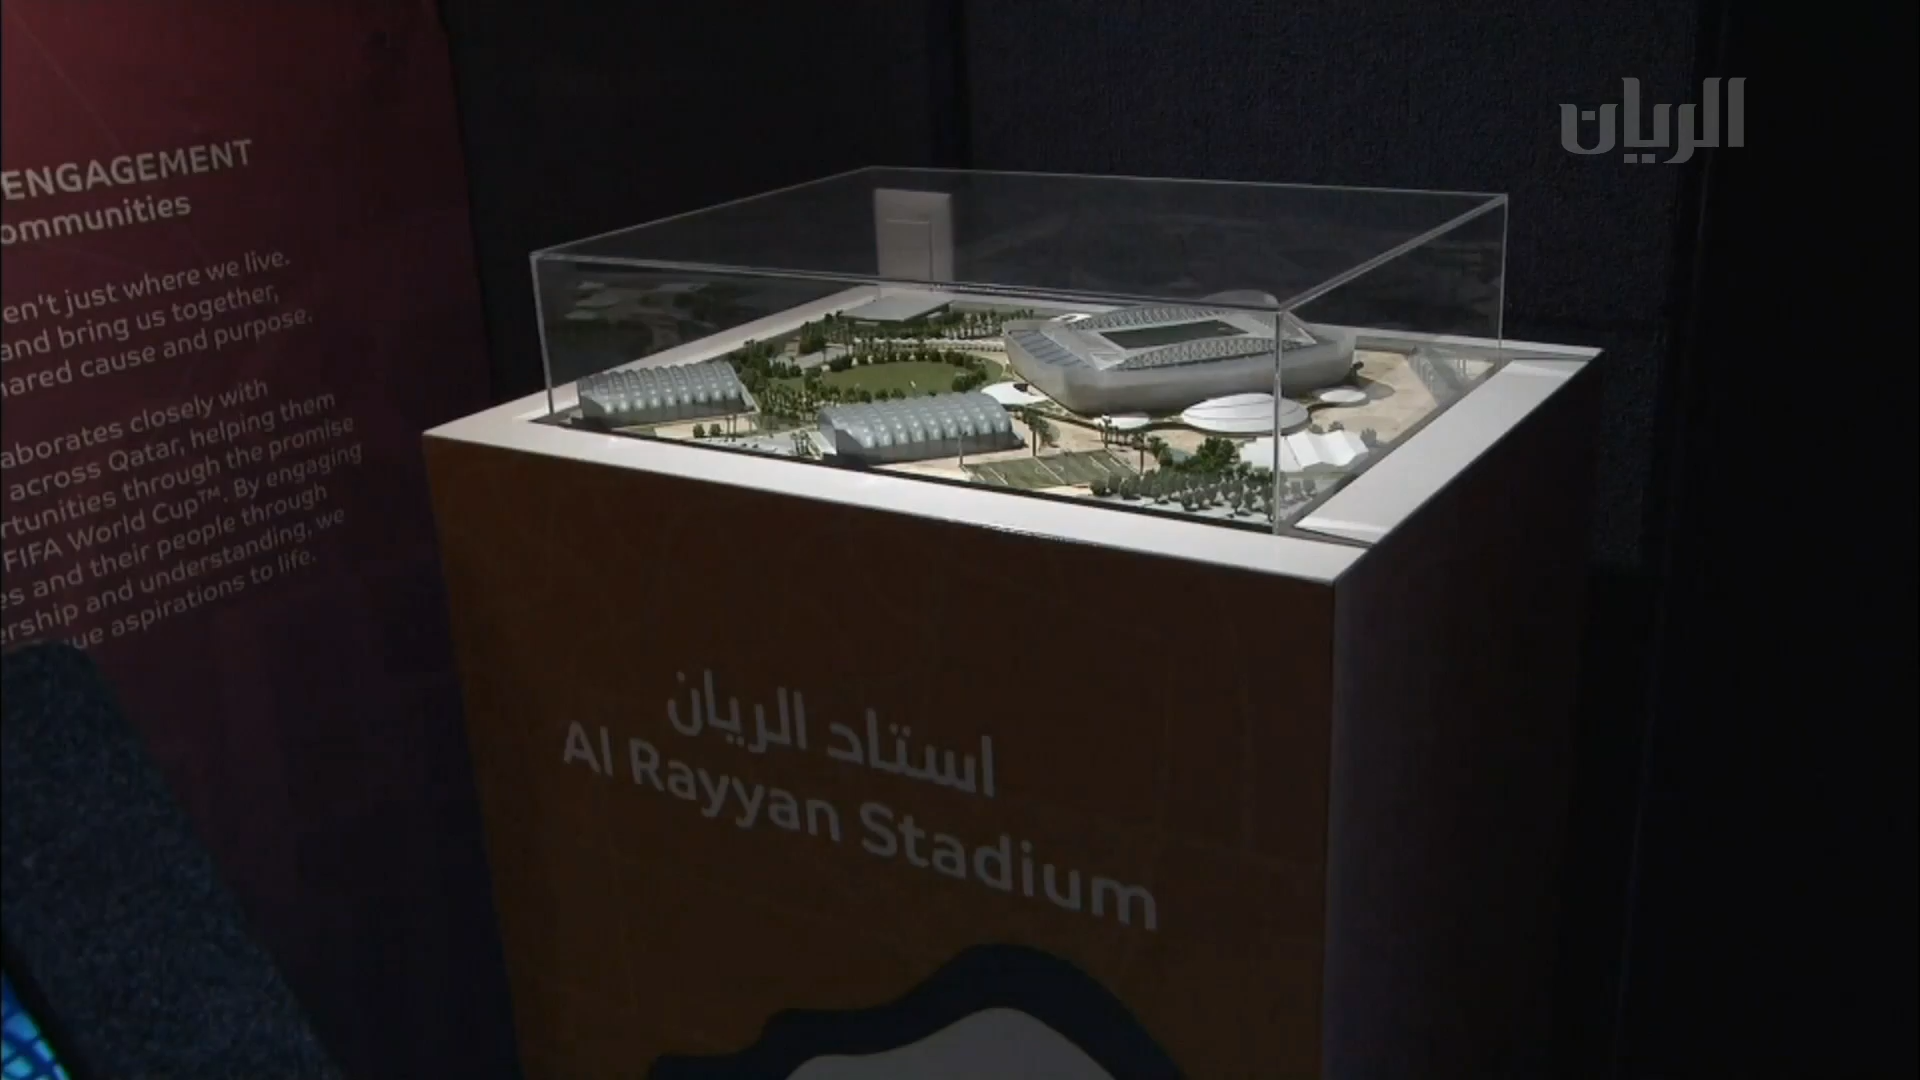 الريان
ENGAGEMENT
ommunities
en't just where we live.
and bring us together,
ared cause and purpose.
aborates closely with
across Qatar, helping them
rtunities through the promise
FIFA World Cup™. By engaging
es and their people through
ership and understanding, we
ue aspirations to life.
استاد الريان
Al Rayyan Stadium